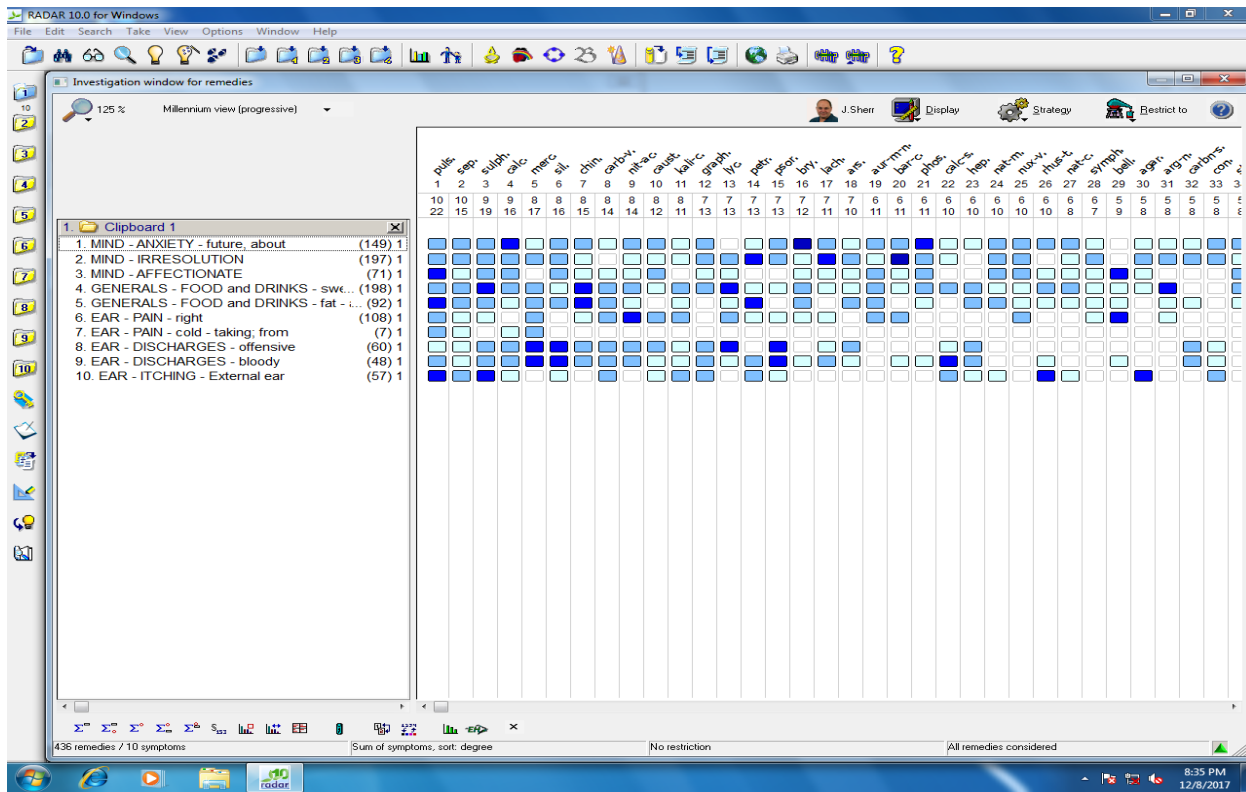 RADAR 10.0 for Windows
File Edit Search Take View Options Window Help
Investigation window for remedies
125 % Millennium view (progressive) J.Sherr Display Strategy Restrict to
puls. sep. sulph. calc. merc. sil. chin. carb-v. nit-ac. caust. kali-c. graph. lyc. petr. psor. bry. lach. ars. aur-m-n. bar-c. phos. calc-s. hep. nat-m. nux-v. rhus-t. nat-c. symph. bell. agar. arg-n. carbn-s. con.
1 2 3 4 5 6 7 8 9 10 11 12 13 14 15 16 17 18 19 20 21 22 23 24 25 26 27 28 29 30 31 32 33
10 10 9 9 8 8 8 8 8 8 8 7 7 7 7 7 7 7 6 6 6 6 6 6 6 6 6 6 5 5 5 5 5
22 15 19 16 17 16 15 14 14 12 11 13 13 13 13 12 11 10 11 11 11 10 10 10 10 10 8 7 9 8 8 8 8
1. Clipboard 1
1. MIND - ANXIETY - future, about (149) 1
2. MIND - IRRESOLUTION (197) 1
3. MIND - AFFECTIONATE (71) 1
4. GENERALS - FOOD and DRINKS - swe... (198) 1
5. GENERALS - FOOD and DRINKS - fat - ... (92) 1
6. EAR - PAIN - right (108) 1
7. EAR - PAIN - cold - taking; from (7) 1
8. EAR - DISCHARGES - offensive (60) 1
9. EAR - DISCHARGES - bloody (48) 1
10. EAR - ITCHING - External ear (57) 1
10
1
2
3
4
5
6
7
8
9
10
436 remedies / 10 symptoms Sum of symptoms, sort: degree No restriction All remedies considered
10 radar
8:35 PM
12/8/2017